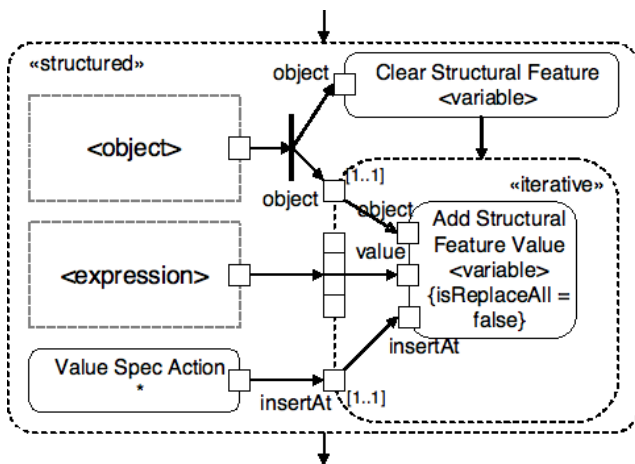 «structured»
object
Clear Structural Feature
<variable>
<object>
[1..1]
object
«iterative»
object
Add Structural
Feature Value
<variable>
{isReplaceAll =
false}
<expression>
value
insertAt
Value Spec Action
*
insertAt
[1..1]